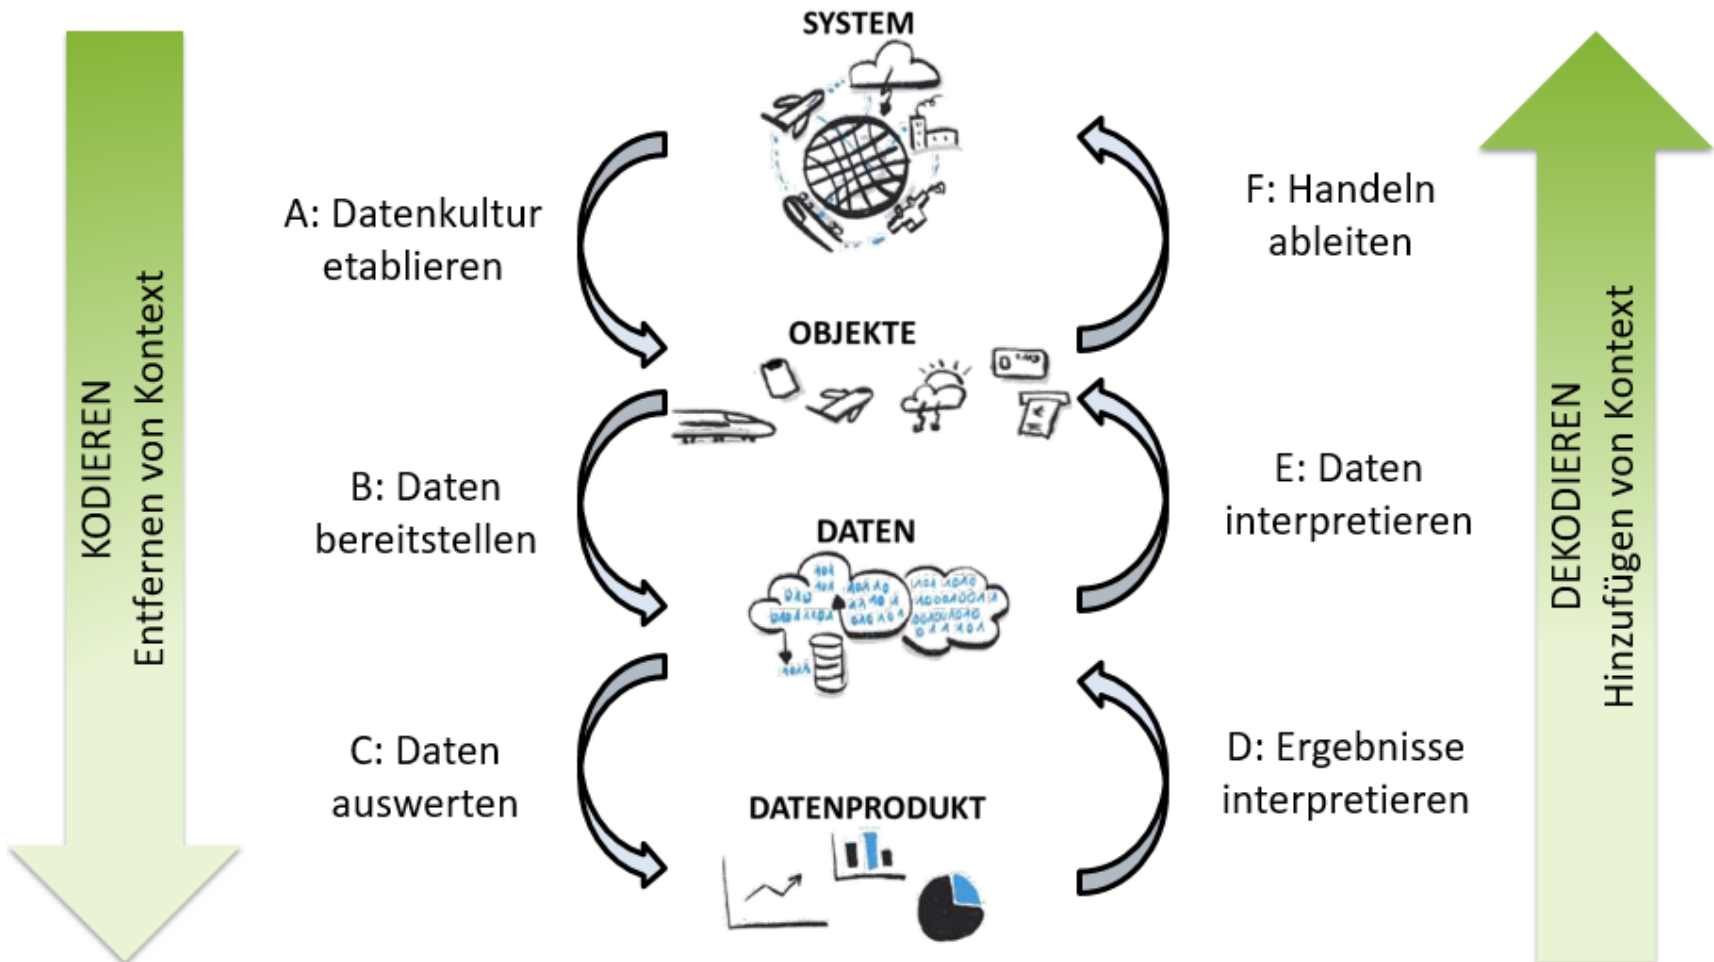 SYSTEM
KODIEREN
Entfernen von Kontext
A: Datenkultur
etablieren
F: Handeln
ableiten
DEKODIEREN
Hinzufügen von Kontext
OBJEKTE
B: Daten
bereitstellen
E: Daten
interpretieren
DATEN
C: Daten
auswerten
D: Ergebnisse
interpretieren
DATENPRODUKT